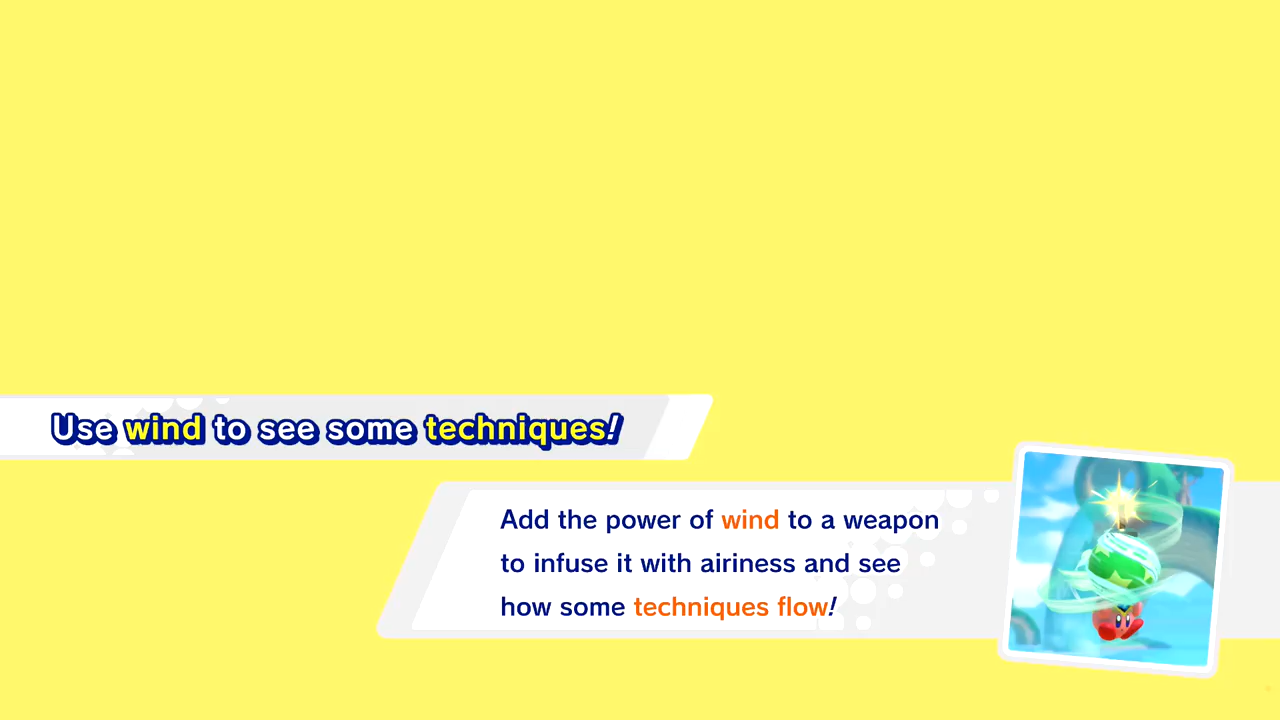 Use wind to see some techniques!
Add the power of wind to a weapon
to infuse it with airiness and see
how some techniques flow!